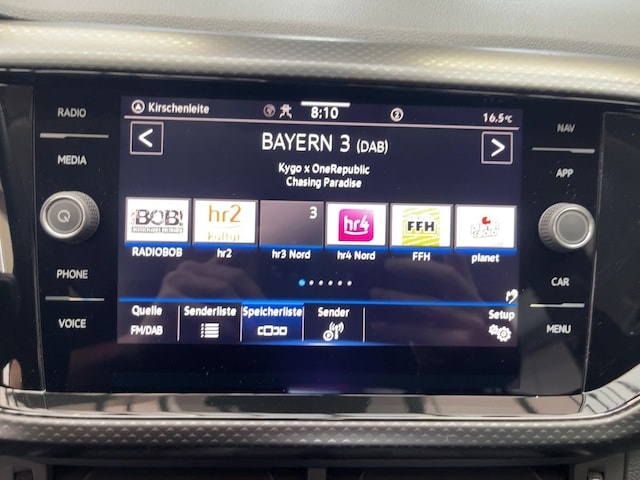 RADIO
MEDIA
PHONE
VOICE
Kirschenleite
8:10
2
16.5°C
BAYERN 3 (DAB)
Kygo x OneRepublic
Chasing Paradise
BOB!
hr2
kultur
3
hr4
FFH
RADIOBOB
hr2
hr3 Nord
hr4 Nord
FFH
planet
Quelle
FM/DAB
Senderliste
Speicherliste
Sender
Setup
NAV
APP
CAR
MENU